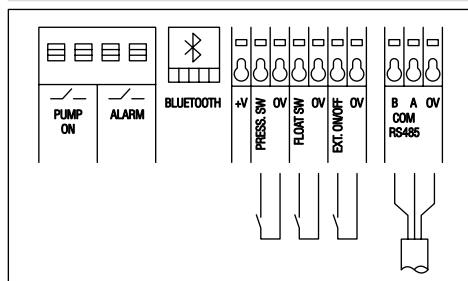 PUMP ON
ALARM
BLUETOOTH
+V
PRESS. SW
0V
FLOAT SW
0V
EXT. ON/OFF
0V
B A 0V
COM
RS485